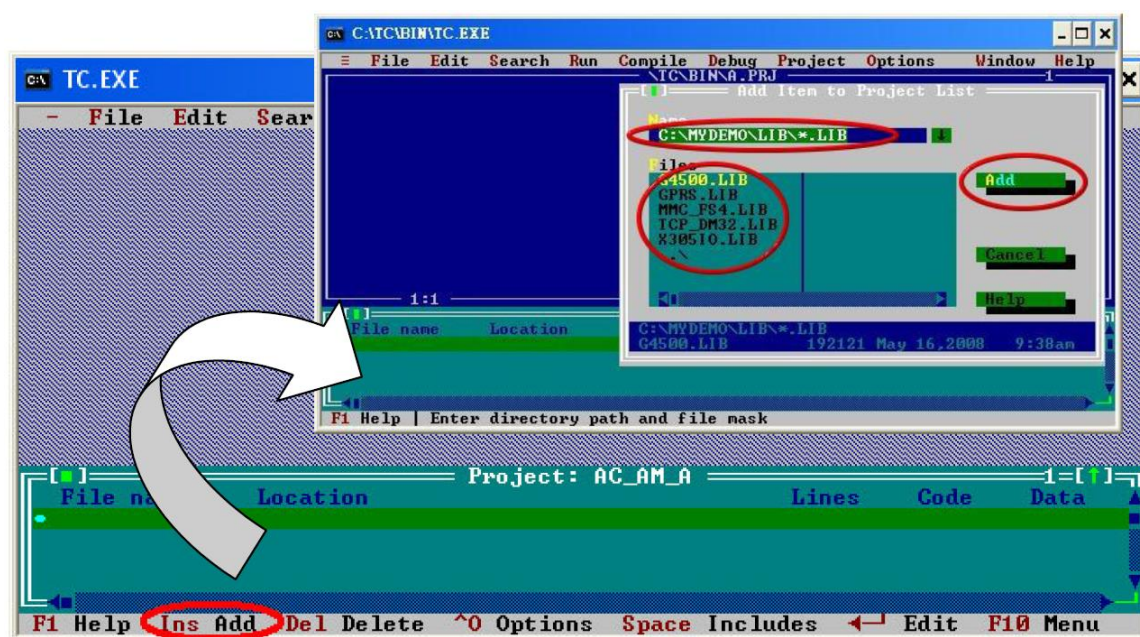 C:\TC\BIN\TC.EXE
≡ File Edit Search Run Compile Debug Project Options Window Help
\TC\BIN\A.PRJ 1
Add Item to Project List
Name
C:\MYDEMO\LIB\*.LIB
Files
G4500.LIB
GPRS.LIB
MMC_FS4.LIB
TCP_DM32.LIB
X305IO.LIB
..\
Add
Cancel
Help
C:\MYDEMO\LIB\*.LIB
G4500.LIB 192121 May 16,2008 9:38am
1:1
File name Location
F1 Help | Enter directory path and file mask
TC.EXE
- File Edit Sear
Project: AC_AM_A 1=[↑]
File na Location Lines Code Data
F1 Help Ins Add Del Delete ^O Options Space Includes ◄─┘ Edit F10 Menu